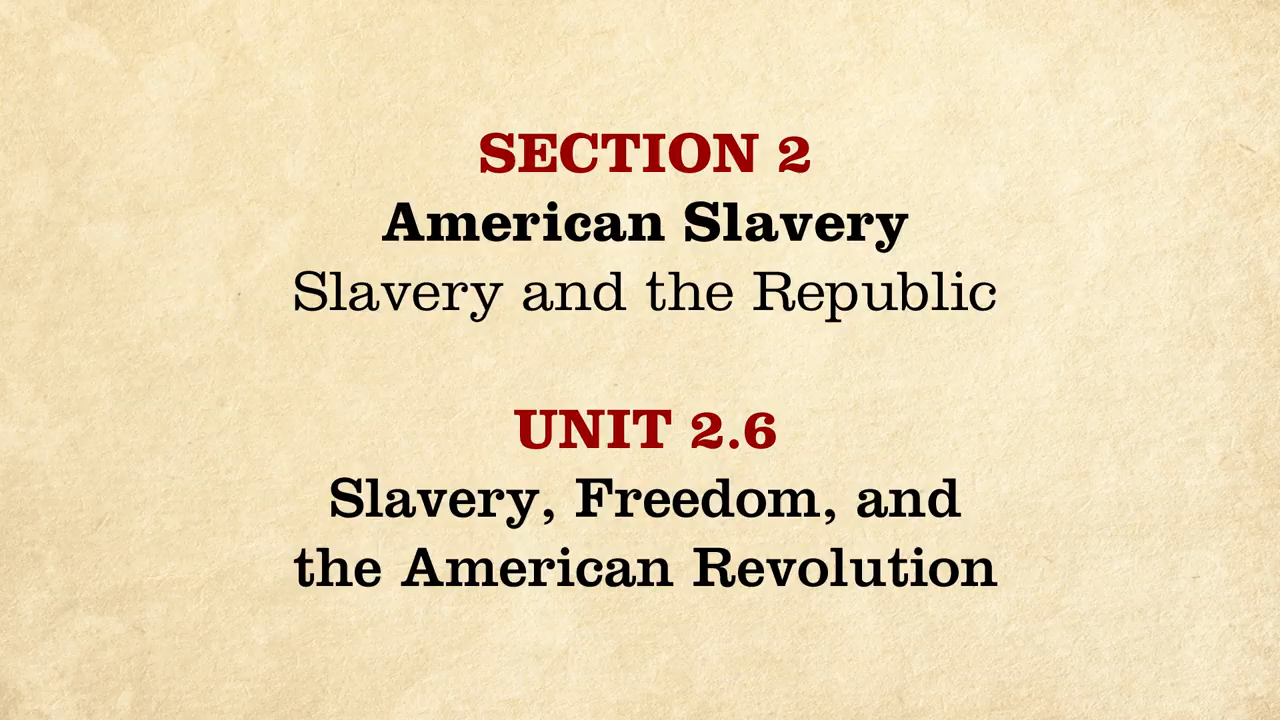 SECTION 2
American Slavery
Slavery and the Republic
UNIT 2.6
Slavery, Freedom, and
the American Revolution